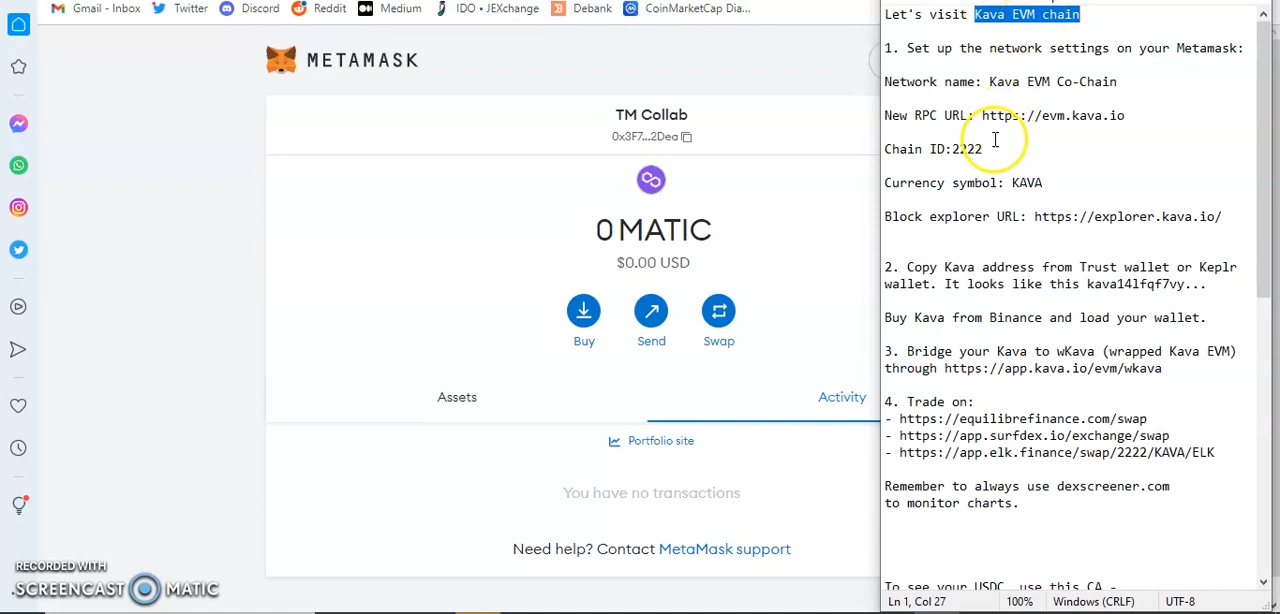 Gmail - Inbox
Twitter
Discord
Reddit
Medium
IDO • JEXchange
Debank
CoinMarketCap Dia...
METAMASK
TM Collab
0x3F7...2Dea
0 MATIC
$0.00 USD
Buy
Send
Swap
Assets
Activity
Portfolio site
You have no transactions
Need help? Contact MetaMask support
RECORDED WITH
SCREENCAST MATIC
Let's visit Kava EVM chain
1. Set up the network settings on your Metamask:
Network name: Kava EVM Co-Chain
New RPC URL: https://evm.kava.io
Chain ID:2222
Currency symbol: KAVA
Block explorer URL: https://explorer.kava.io/
2. Copy Kava address from Trust wallet or Keplr
wallet. It looks like this kava14lfqf7vy...
Buy Kava from Binance and load your wallet.
3. Bridge your Kava to wKava (wrapped Kava EVM)
through https://app.kava.io/evm/wkava
4. Trade on:
- https://equilibrefinance.com/swap
- https://app.surfdex.io/exchange/swap
- https://app.elk.finance/swap/2222/KAVA/ELK
Remember to always use dexscreener.com
to monitor charts.
To see your USDC, use this CA -
Ln 1, Col 27
100%
Windows (CRLF)
UTF-8